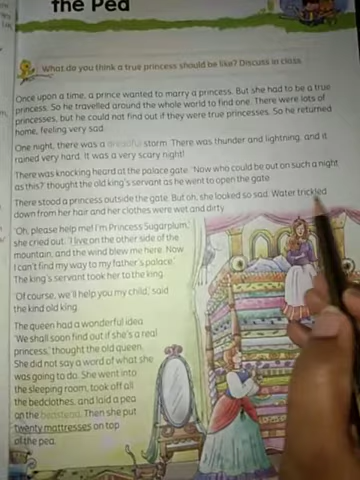 the Pea
What do you think a true princess should be like? Discuss in class.
Once upon a time, a prince wanted to marry a princess. But she had to be a true
princess. So he travelled around the whole world to find one. There were lots of
princesses, but he could not find out if they were true princesses. So he returned
home, feeling very sad.
One night, there was a dreadful storm. There was thunder and lightning, and it
rained very hard. It was a very scary night!
There was knocking heard at the palace gate. 'Now who could be out on such a night
as this?' thought the old king's servant as he went to open the gate.
There stood a princess outside the gate. But oh, she looked so sad. Water trickled
down from her hair and her clothes were wet and dirty.
'Oh, please help me! I'm Princess Sugarplum,'
she cried out. 'I live on the other side of the
mountain, and the wind blew me here. Now
I can't find my way to my father's palace.'
The king's servant took her to the king.
'Of course, we'll help you my child,' said
the kind old king.
The queen had a wonderful idea.
'We shall soon find out if she's a real
princess,' thought the old queen.
She did not say a word of what she
was going to do. She went into
the sleeping room, took off all
the bedclothes, and laid a pea
on the bedstead. Then she put
twenty mattresses on top
of the pea.